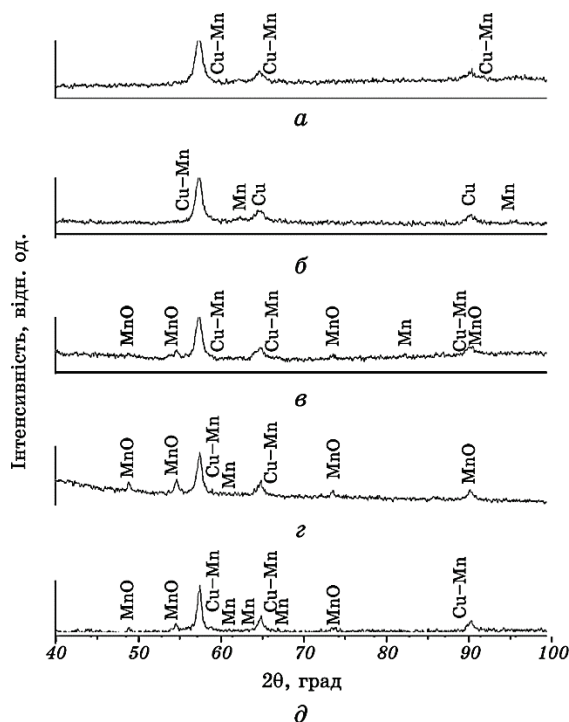 Cu–Mn Cu–Mn Cu–Mn
а
Cu–Mn Mn Cu Cu Mn
б
MnO MnO Cu–Mn Cu–Mn MnO Mn Cu–Mn MnO
в
MnO MnO Cu–Mn Mn Cu–Mn MnO MnO
г
MnO MnO Cu–Mn Mn Mn Cu–Mn Mn MnO Cu–Mn
40 50 60 70 80 90 100
2θ, град
д
Інтенсивність, відн. од.